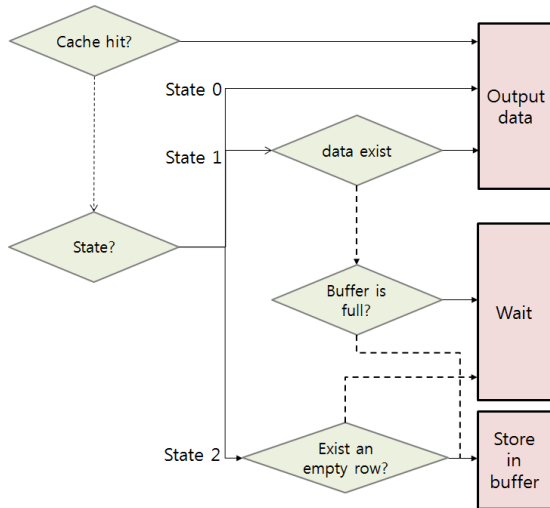 Cache hit?
State 0
Output
data
State 1
data exist
State?
Buffer is
full?
Wait
State 2
Exist an
empty row?
Store
in
buffer